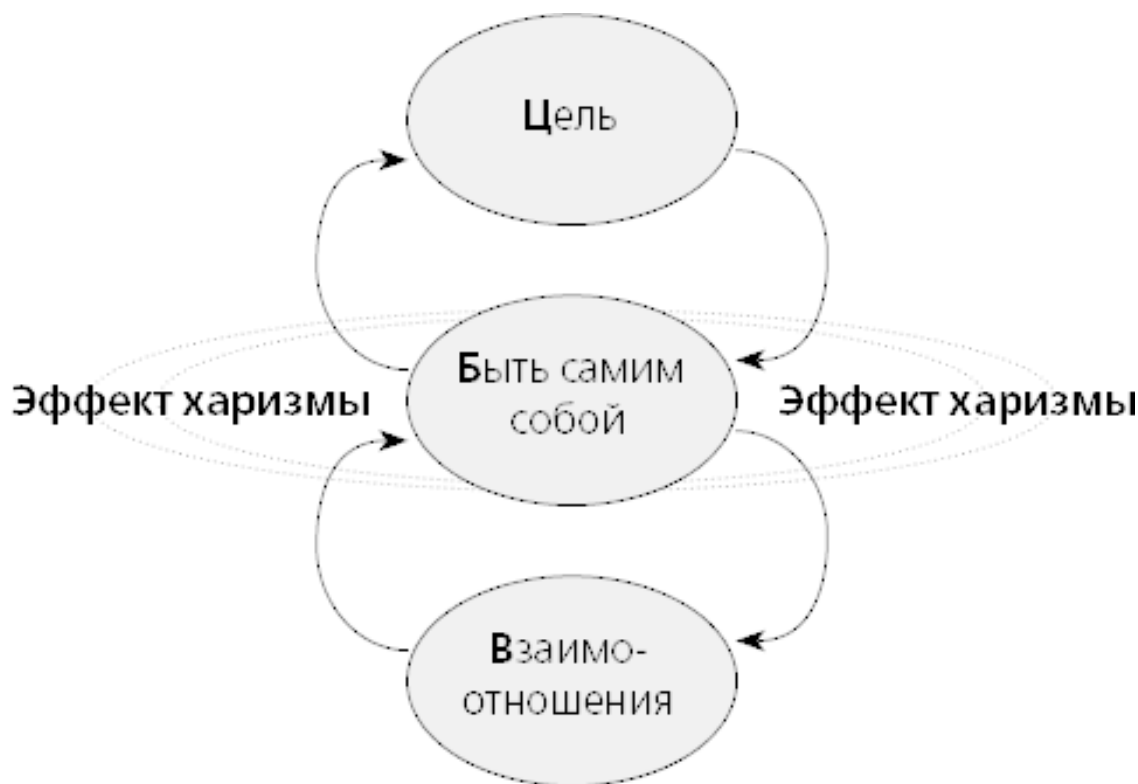 Цель
Быть самим
собой
Эффект харизмы
Эффект харизмы
Взаимо-
отношения